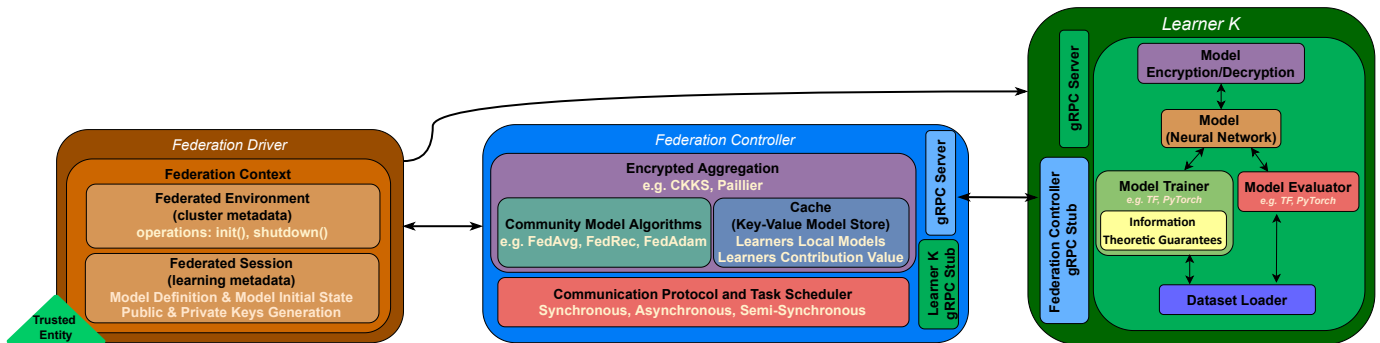 Federation Driver
Federation Context
Federated Environment
(cluster metadata)
operations: init(), shutdown()
Federated Session
(learning metadata)
Model Definition & Model Initial State
Public & Private Keys Generation
Trusted
Entity
Federation Controller
Encrypted Aggregation
e.g. CKKS, Paillier
Community Model Algorithms
e.g. FedAvg, FedRec, FedAdam
Cache
(Key-Value Model Store)
Learners Local Models
Learners Contribution Value
Communication Protocol and Task Scheduler
Synchronous, Asynchronous, Semi-Synchronous
gRPC Server
Learner K
gRPC Stub
Learner K
gRPC Server
Federation Controller
gRPC Stub
Model
Encryption/Decryption
Model
(Neural Network)
Model Trainer
e.g. TF, PyTorch
Information
Theoretic Guarantees
Model Evaluator
e.g. TF, PyTorch
Dataset Loader